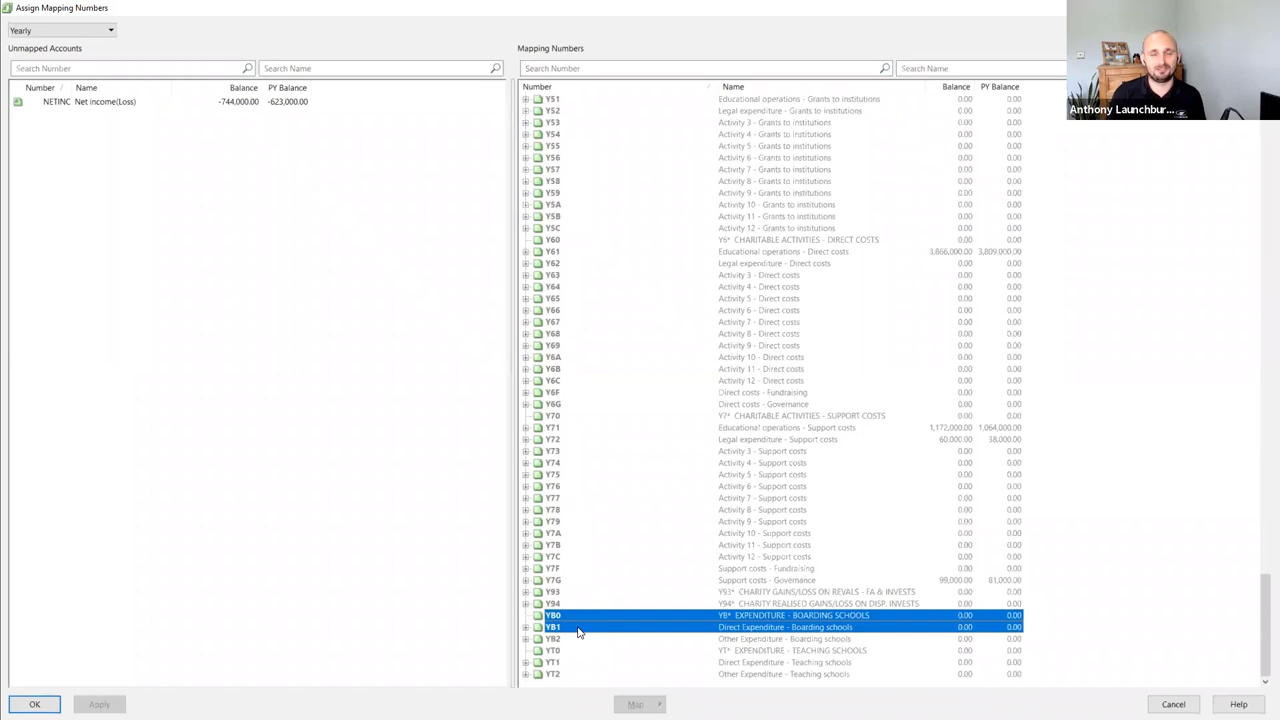 Assign Mapping Numbers
Yearly
Unmapped Accounts
Mapping Numbers
Search Number
Search Name
Search Number
Search Name
Number / Name Balance PY Balance
NETINC Net income(Loss) -744,000.00 -623,000.00
Number / Name Balance PY Balance
Y51 Educational operations - Grants to institutions 0.00 0.00
Y52 Legal expenditure - Grants to institutions 0.00 0.00
Y53 Activity 3 - Grants to institutions 0.00 0.00
Y54 Activity 4 - Grants to institutions 0.00 0.00
Y55 Activity 5 - Grants to institutions 0.00 0.00
Y56 Activity 6 - Grants to institutions 0.00 0.00
Y57 Activity 7 - Grants to institutions 0.00 0.00
Y58 Activity 8 - Grants to institutions 0.00 0.00
Y59 Activity 9 - Grants to institutions 0.00 0.00
Y5A Activity 10 - Grants to institutions 0.00 0.00
Y5B Activity 11 - Grants to institutions 0.00 0.00
Y5C Activity 12 - Grants to institutions 0.00 0.00
Y60 Y6* CHARITABLE ACTIVITIES - DIRECT COSTS 0.00 0.00
Y61 Educational operations - Direct costs 3,866,000.00 3,809,000.00
Y62 Legal expenditure - Direct costs 0.00 0.00
Y63 Activity 3 - Direct costs 0.00 0.00
Y64 Activity 4 - Direct costs 0.00 0.00
Y65 Activity 5 - Direct costs 0.00 0.00
Y66 Activity 6 - Direct costs 0.00 0.00
Y67 Activity 7 - Direct costs 0.00 0.00
Y68 Activity 8 - Direct costs 0.00 0.00
Y69 Activity 9 - Direct costs 0.00 0.00
Y6A Activity 10 - Direct costs 0.00 0.00
Y6B Activity 11 - Direct costs 0.00 0.00
Y6C Activity 12 - Direct costs 0.00 0.00
Y6F Direct costs - Fundraising 0.00 0.00
Y6G Direct costs - Governance 0.00 0.00
Y70 Y7* CHARITABLE ACTIVITIES - SUPPORT COSTS 0.00 0.00
Y71 Educational operations - Support costs 1,172,000.00 1,064,000.00
Y72 Legal expenditure - Support costs 60,000.00 38,000.00
Y73 Activity 3 - Support costs 0.00 0.00
Y74 Activity 4 - Support costs 0.00 0.00
Y75 Activity 5 - Support costs 0.00 0.00
Y76 Activity 6 - Support costs 0.00 0.00
Y77 Activity 7 - Support costs 0.00 0.00
Y78 Activity 8 - Support costs 0.00 0.00
Y79 Activity 9 - Support costs 0.00 0.00
Y7A Activity 10 - Support costs 0.00 0.00
Y7B Activity 11 - Support costs 0.00 0.00
Y7C Activity 12 - Support costs 0.00 0.00
Y7F Support costs - Fundraising 0.00 0.00
Y7G Support costs - Governance 99,000.00 81,000.00
Y93 Y93* CHARITY GAINS/LOSS ON REVALS - FA & INVESTS 0.00 0.00
Y94 Y94* CHARITY REALISED GAINS/LOSS ON DISP. INVESTS 0.00 0.00
YB0 YB* EXPENDITURE - BOARDING SCHOOLS 0.00 0.00
YB1 Direct Expenditure - Boarding schools 0.00 0.00
YB2 Other Expenditure - Boarding schools 0.00 0.00
YT0 YT* EXPENDITURE - TEACHING SCHOOLS 0.00 0.00
YT1 Direct Expenditure - Teaching schools 0.00 0.00
YT2 Other Expenditure - Teaching schools 0.00 0.00
Anthony Launchbur...
OK
Apply
Map
Cancel
Help